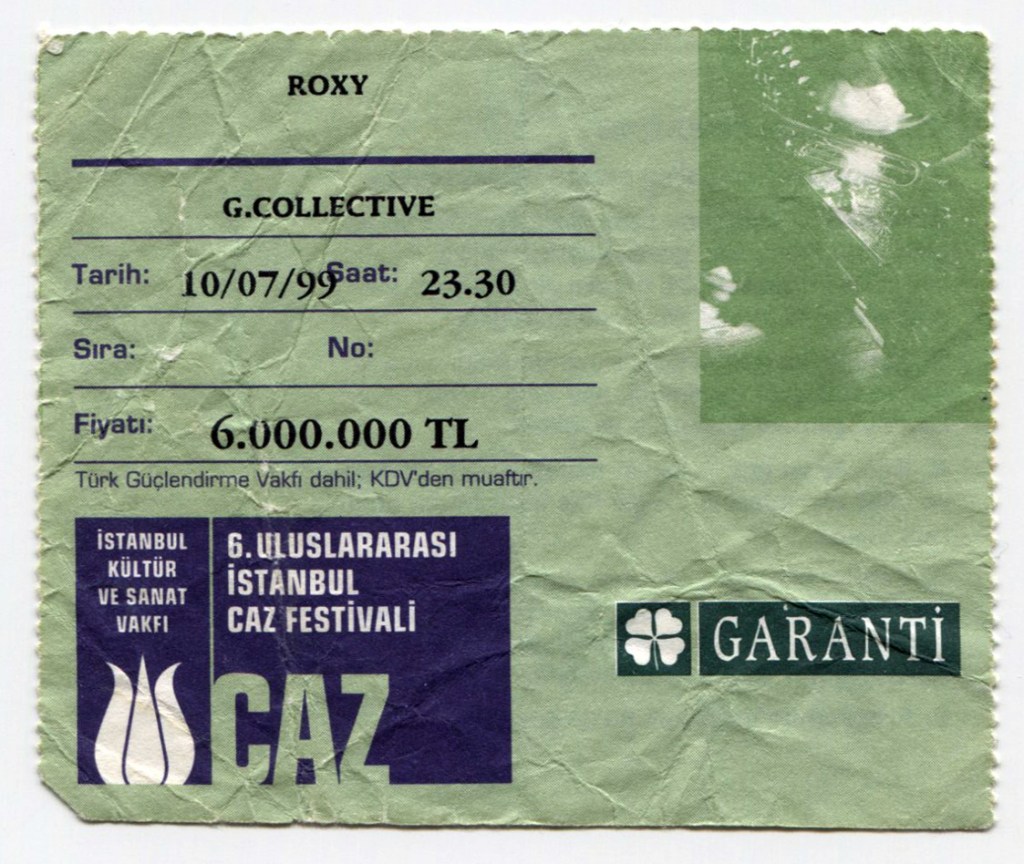 ROXY
G.COLLECTIVE
Tarih: 10/07/99 Saat: 23.30
Sıra: No:
Fiyatı: 6.000.000 TL
Türk Güçlendirme Vakfı dahil; KDV'den muaftır.
İSTANBUL
KÜLTÜR
VE SANAT
VAKFI
6.ULUSLARARASI
İSTANBUL
CAZ FESTİVALİ
CAZ
GARANTİ